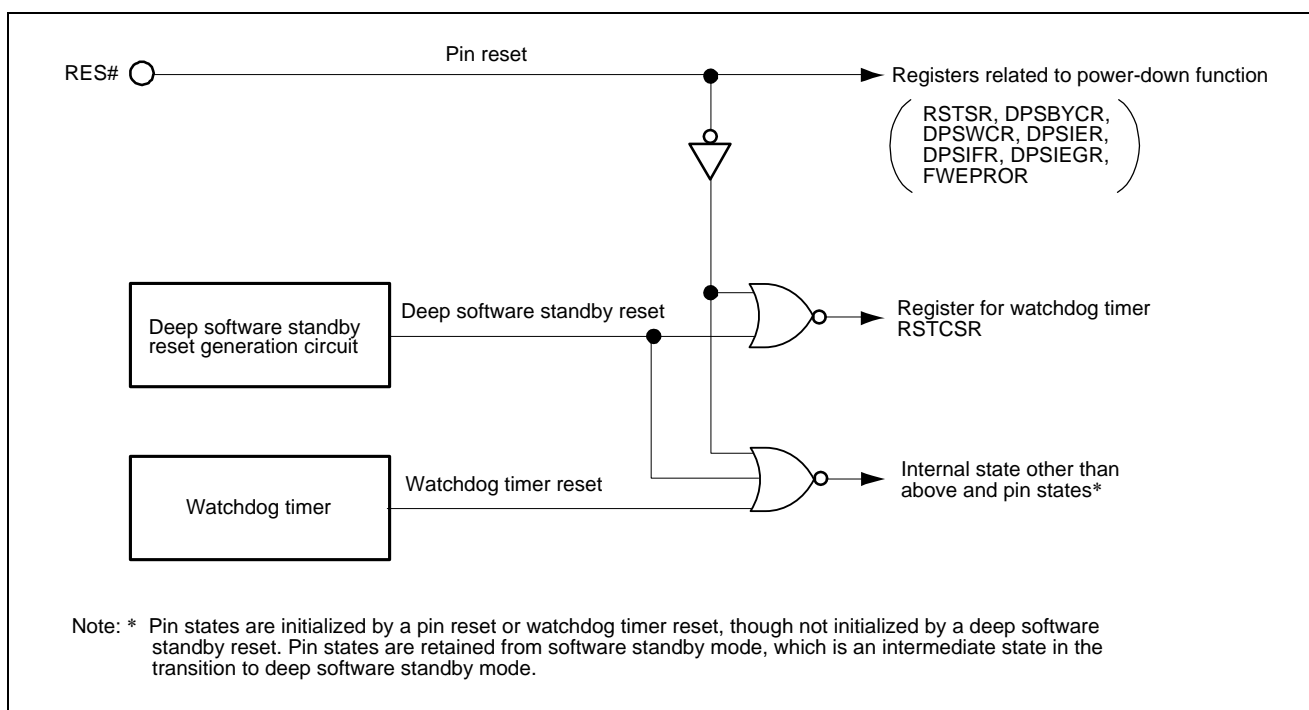 Pin reset
RES#
Registers related to power-down function
RSTSR, DPSBYCR,
DPSWCR, DPSIER,
DPSIFR, DPSIEGR,
FWEPROR
Deep software standby
reset generation circuit
Deep software standby reset
Register for watchdog timer
RSTCSR
Watchdog timer
Watchdog timer reset
Internal state other than
above and pin states*
Note: * Pin states are initialized by a pin reset or watchdog timer reset, though not initialized by a deep software
standby reset. Pin states are retained from software standby mode, which is an intermediate state in the
transition to deep software standby mode.